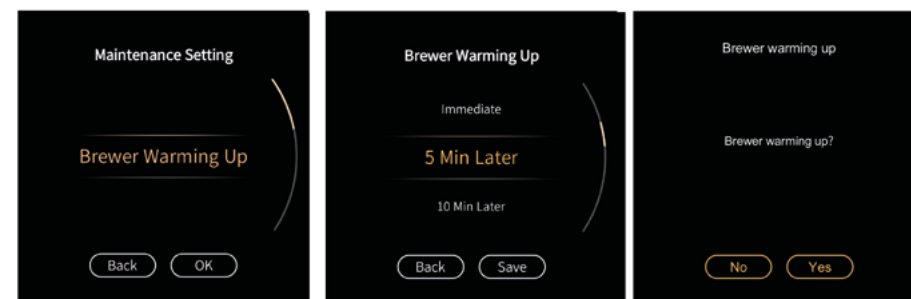 Maintenance Setting
Brewer Warming Up
Back
OK
Brewer Warming Up
Immediate
5 Min Later
10 Min Later
Back
Save
Brewer warming up
Brewer warming up?
No
Yes